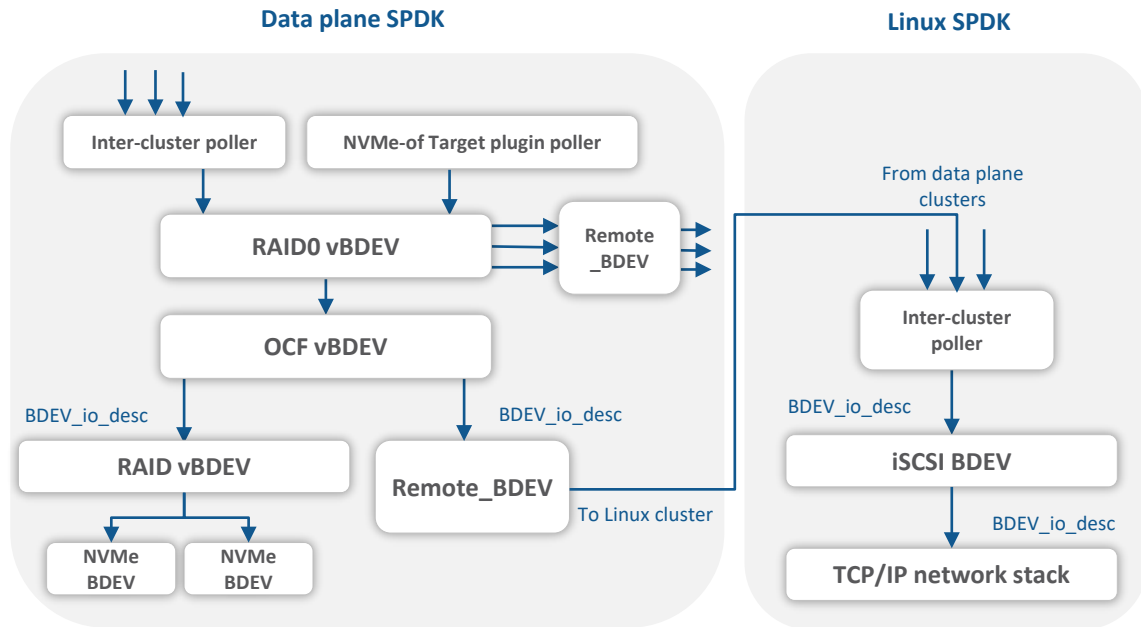 Data plane SPDK
Linux SPDK
Inter-cluster poller
NVMe-of Target plugin poller
From data plane
clusters
RAID0 vBDEV
Remote
_BDEV
Inter-cluster
poller
OCF vBDEV
BDEV_io_desc
BDEV_io_desc
BDEV_io_desc
RAID vBDEV
Remote_BDEV
iSCSI BDEV
To Linux cluster
BDEV_io_desc
NVMe
BDEV
NVMe
BDEV
TCP/IP network stack